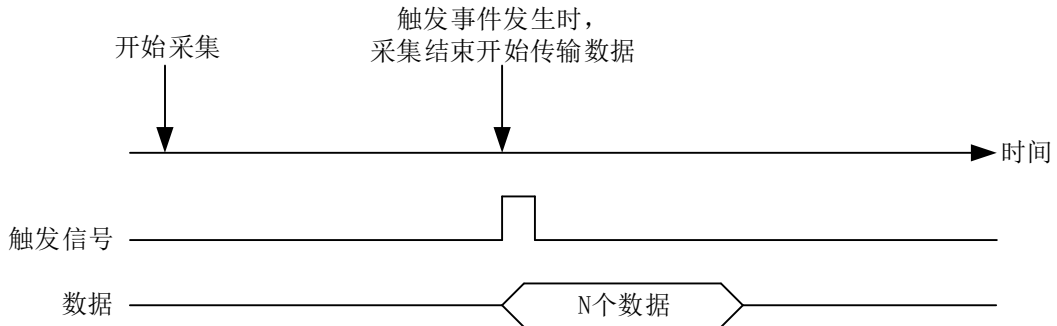 触发事件发生时，
开始采集
采集结束开始传输数据
时间
触发信号
数据
N个数据